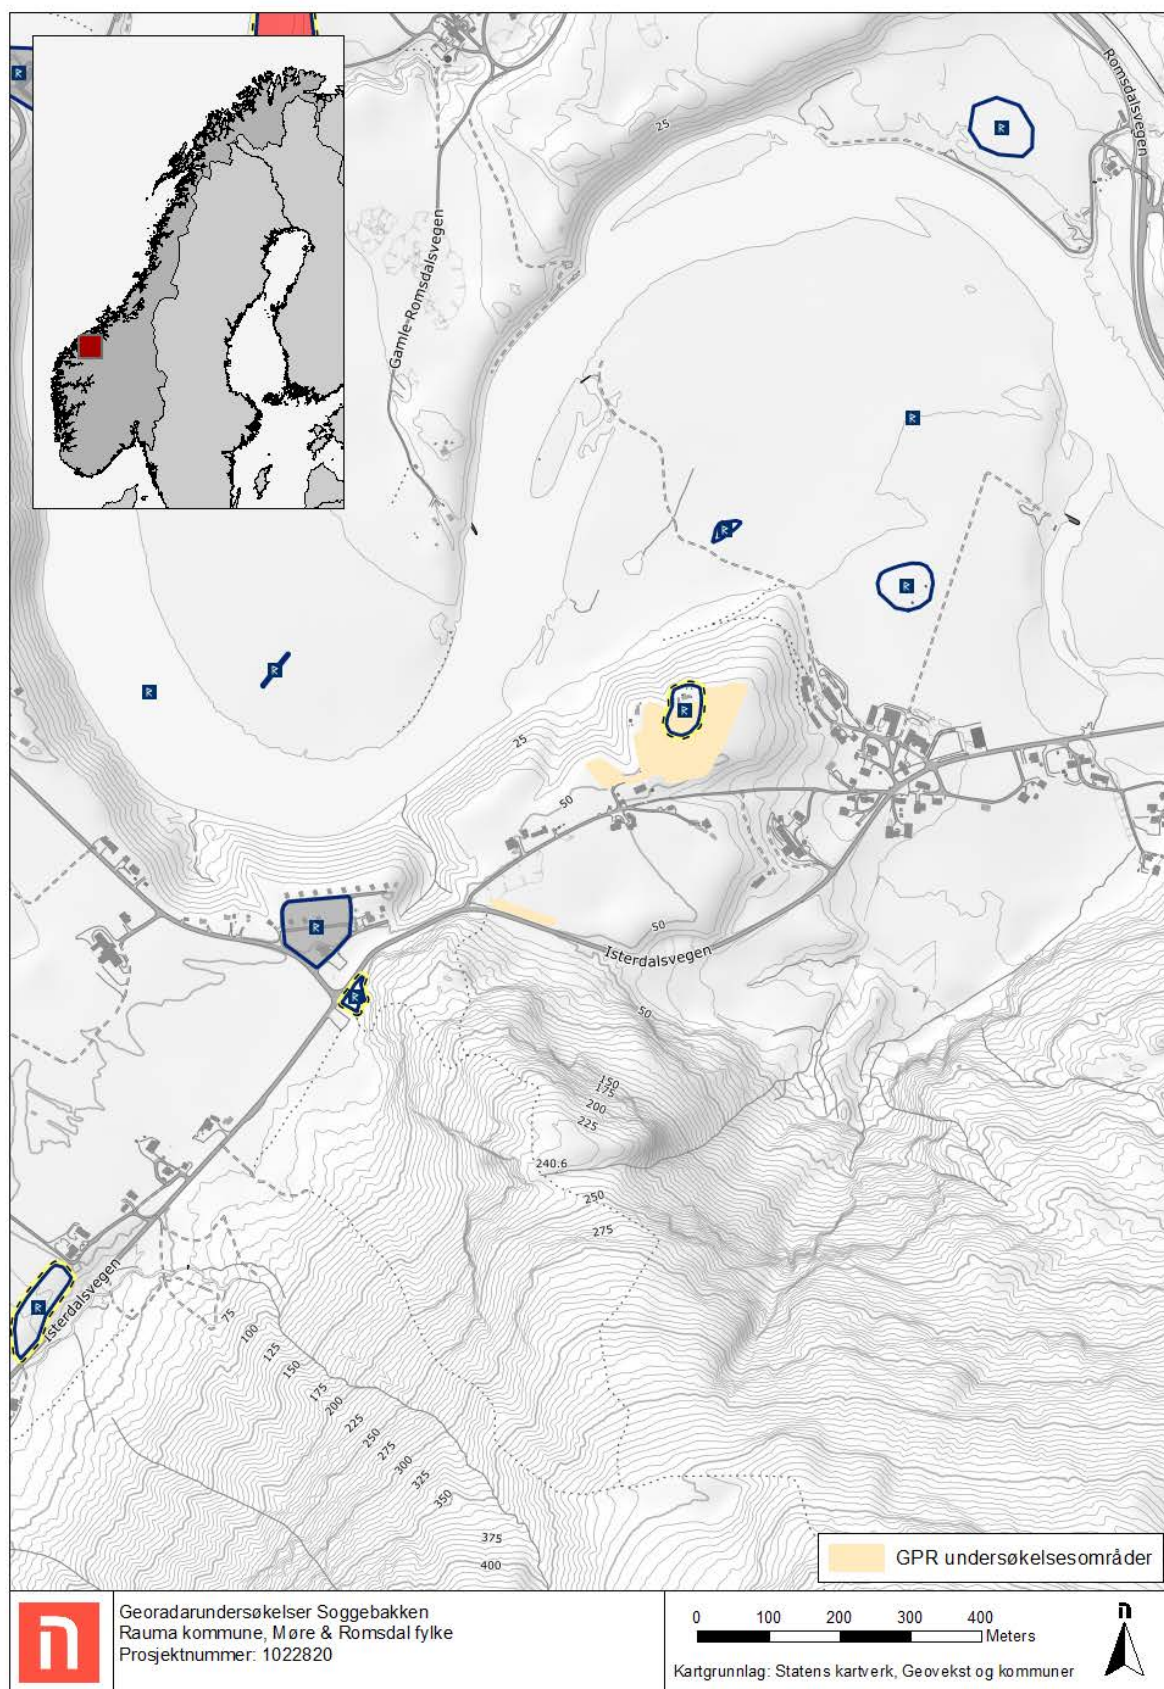 R
Romsdalsvegen
25
R
Gamle-Romsdalsvegen
R
R
R
R
R
R
25
50
R
50
Isterdalsvegen
R
50
150
175
200
225
240.6
250
275
R
Isterdalsvegen
75
100
125
150
175
200
225
250
275
300
325
350
375
400
GPR undersøkelsesområder
Georadarundersøkelser Soggebakken
Rauma kommune, Møre & Romsdal fylke
Prosjektnummer: 1022820
0 100 200 300 400
Meters
Kartgrunnlag: Statens kartverk, Geovekst og kommuner
n
n